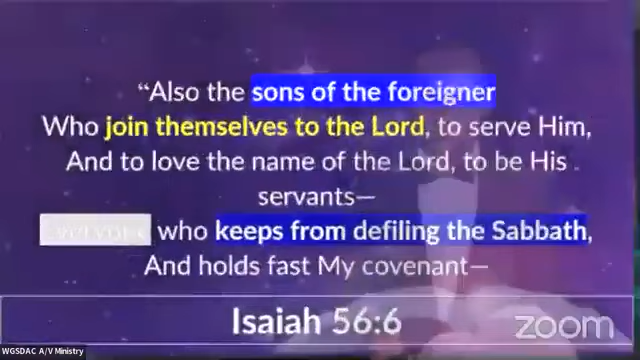 “Also the sons of the foreigner
Who join themselves to the Lord, to serve Him,
And to love the name of the Lord, to be His
servants—
who keeps from defiling the Sabbath,
And holds fast My covenant—
Isaiah 56:6
zoom
WGSDAC A/V Ministry